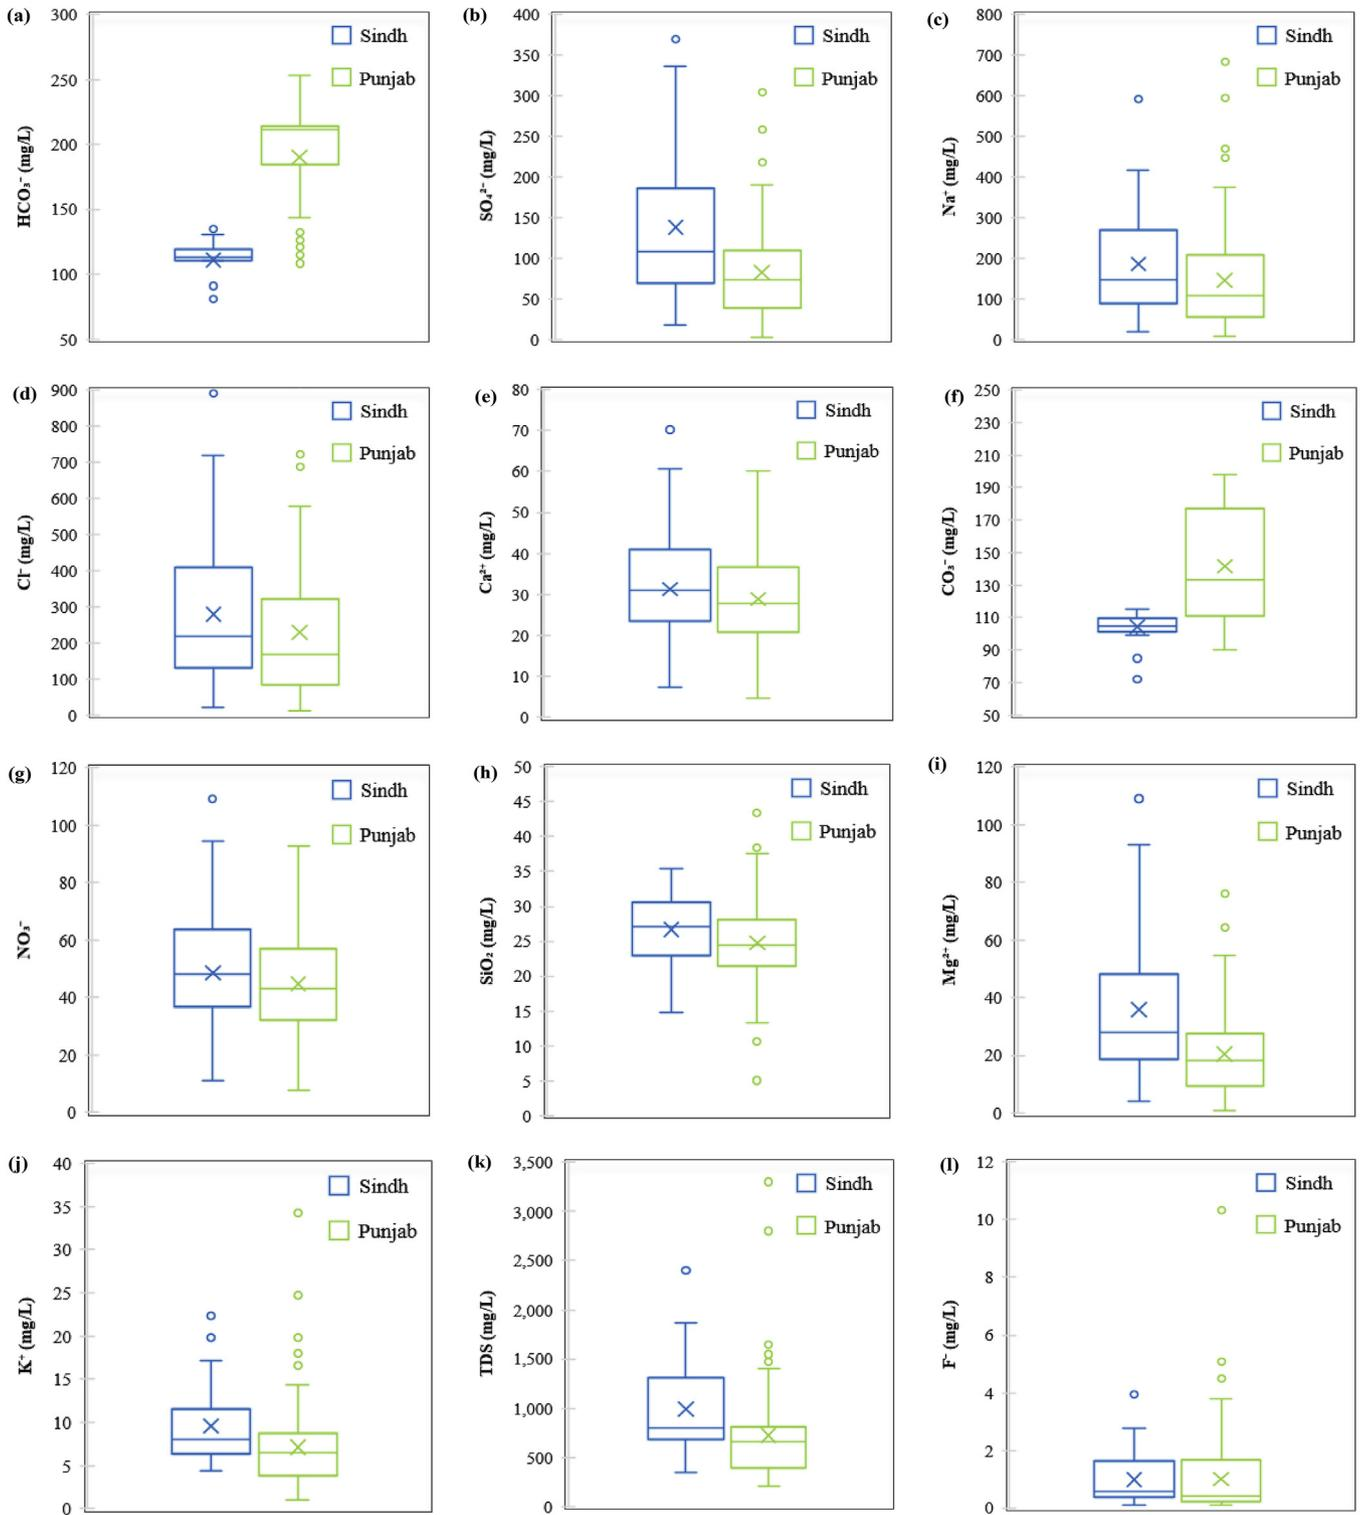 (a)
300
250
200
150
100
50
HCO₃⁻ (mg/L)
Sindh
Punjab
(b)
400
350
300
250
200
150
100
50
0
SO₄²⁻ (mg/L)
Sindh
Punjab
(c)
800
700
600
500
400
300
200
100
0
Na⁺ (mg/L)
Sindh
Punjab
(d)
900
800
700
600
500
400
300
200
100
0
Cl⁻ (mg/L)
Sindh
Punjab
(e)
80
70
60
50
40
30
20
10
0
Ca²⁺ (mg/L)
Sindh
Punjab
(f)
250
230
210
190
170
150
130
110
90
70
50
CO₃⁻ (mg/L)
Sindh
Punjab
(g)
120
100
80
60
40
20
0
NO₃⁻
Sindh
Punjab
(h)
50
45
40
35
30
25
20
15
10
5
0
SiO₂ (mg/L)
Sindh
Punjab
(i)
120
100
80
60
40
20
0
Mg²⁺ (mg/L)
Sindh
Punjab
(j)
40
35
30
25
20
15
10
5
0
K⁺ (mg/L)
Sindh
Punjab
(k)
3,500
3,000
2,500
2,000
1,500
1,000
500
0
TDS (mg/L)
Sindh
Punjab
(l)
12
10
8
6
4
2
0
F⁻ (mg/L)
Sindh
Punjab